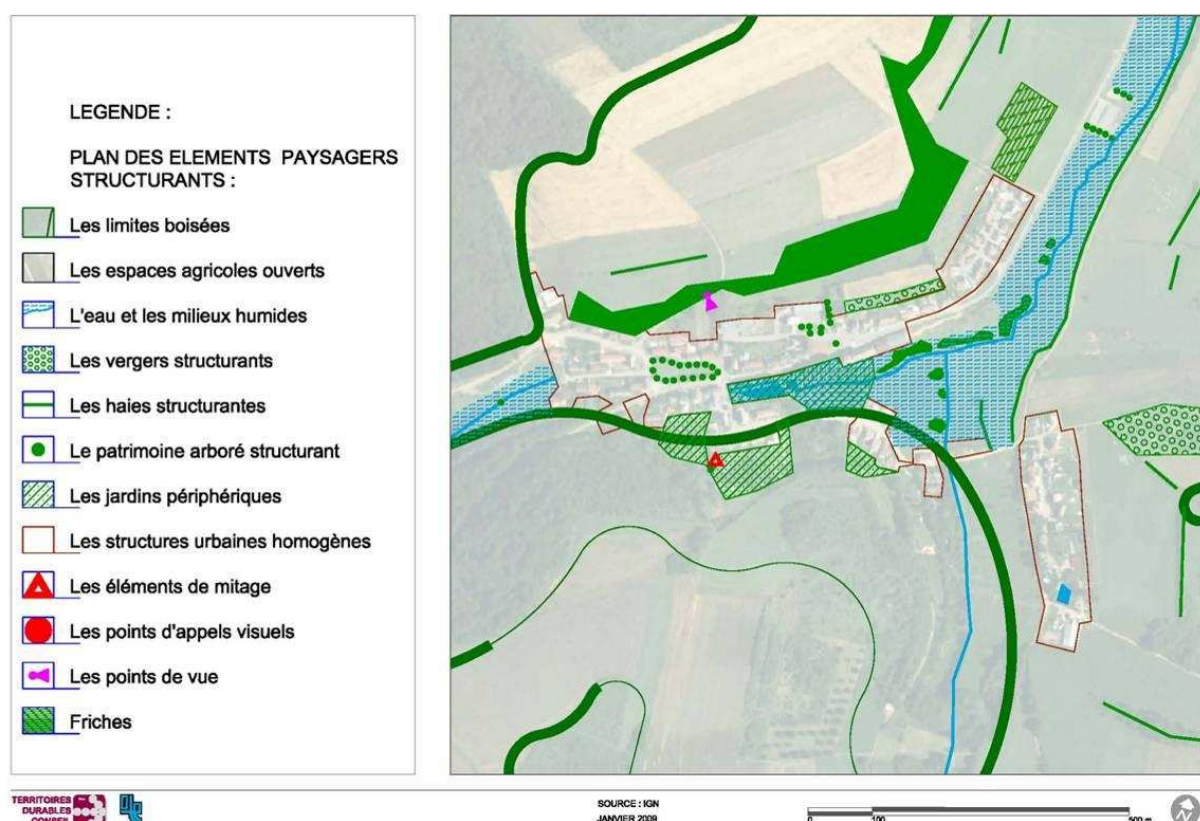 LEGENDE :
PLAN DES ELEMENTS PAYSAGERS
STRUCTURANTS :
Les limites boisées
Les espaces agricoles ouverts
L'eau et les milieux humides
Les vergers structurants
Les haies structurantes
Le patrimoine arboré structurant
Les jardins périphériques
Les structures urbaines homogènes
Les éléments de mitage
Les points d'appels visuels
Les points de vue
Friches
TERRITOIRES
DURABLES
CONSEIL
SOURCE : IGN
JANVIER 2009
0 100 500 m
N